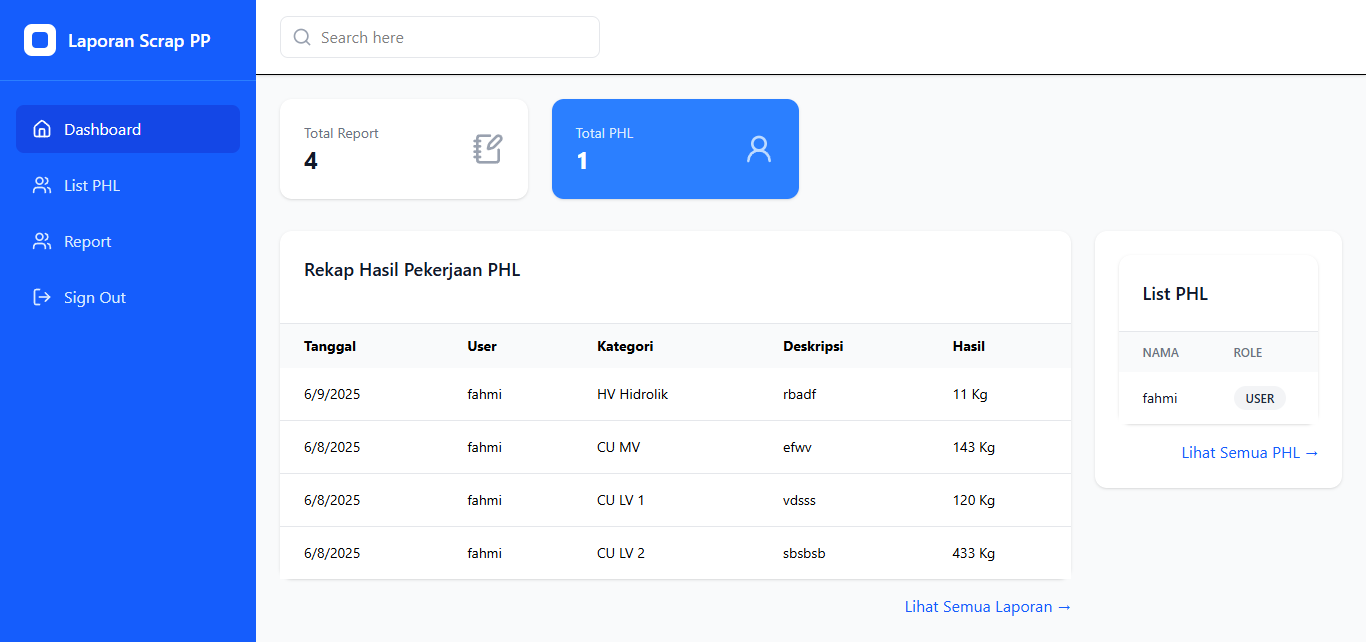 Laporan Scrap PP
Search here
Dashboard
List PHL
Report
Sign Out
Total Report
4
Total PHL
1
Rekap Hasil Pekerjaan PHL
Tanggal User Kategori Deskripsi Hasil
6/9/2025 fahmi HV Hidrolik rbadf 11 Kg
6/8/2025 fahmi CU MV efwv 143 Kg
6/8/2025 fahmi CU LV 1 vdsss 120 Kg
6/8/2025 fahmi CU LV 2 sbsbsb 433 Kg
Lihat Semua Laporan →
List PHL
NAMA ROLE
fahmi USER
Lihat Semua PHL →